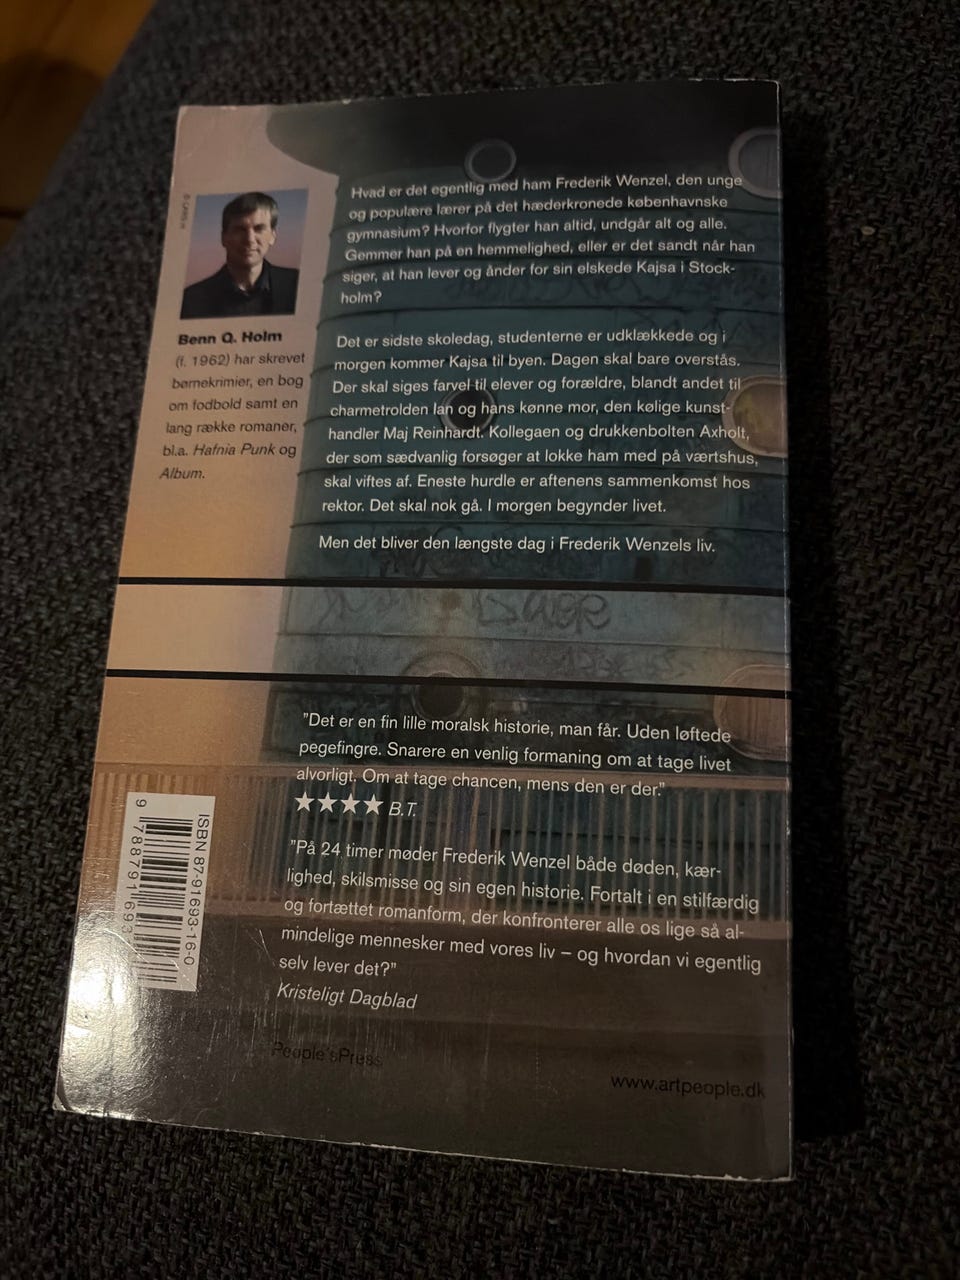 Hvad er det egentlig med ham Frederik Wenzel, den unge
og populære lærer på det hæderkronede københavnske
gymnasium? Hvorfor flygter han altid, undgår alt og alle.
Gemmer han på en hemmelighed, eller er det sandt når han
siger, at han lever og ånder for sin elskede Kajsa i Stock-
holm?
Det er sidste skoledag, studenterne er udklækkede og i
morgen kommer Kajsa til byen. Dagen skal bare overstås.
Der skal siges farvel til elever og forældre, blandt andet til
charmetrolden Ian og hans kønne mor, den kølige kunst-
handler Maj Reinhardt. Kollegaen og drukkenbolten Axholt,
der som sædvanlig forsøger at lokke ham med på værtshus,
skal viftes af. Eneste hurdle er aftenens sammenkomst hos
rektor. Det skal nok gå. I morgen begynder livet.
Men det bliver den længste dag i Frederik Wenzels liv.
Benn Q. Holm
(f. 1962) har skrevet
børnekrimier, en bog
om fodbold samt en
lang række romaner,
bl.a. Hafnia Punk og
Album.
"Det er en fin lille moralsk historie, man får. Uden løftede
pegefingre. Snarere en venlig formaning om at tage livet
alvorligt. Om at tage chancen, mens den er der."
★★★★ B.T.
"På 24 timer møder Frederik Wenzel både døden, kær-
lighed, skilsmisse og sin egen historie. Fortalt i en stilfærdig
og fortættet romanform, der konfronterer alle os lige så al-
mindelige mennesker med vores liv – og hvordan vi egentlig
selv lever det?"
Kristeligt Dagblad
ISBN 87-91693-16-0
9 788791 693
People'sPress
www.artpeople.dk